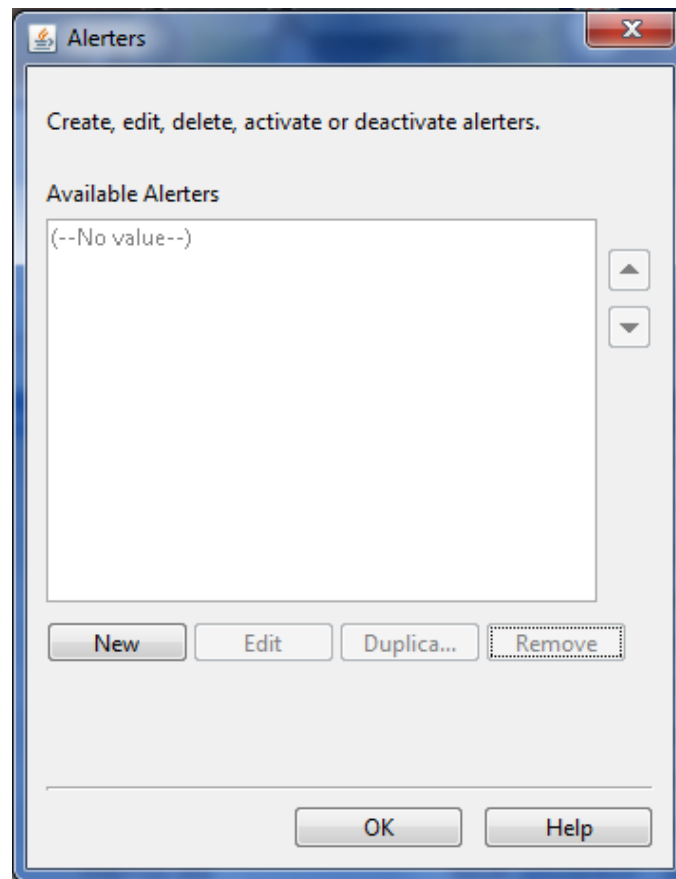 Alerters
Create, edit, delete, activate or deactivate alerters.
Available Alerters
(--No value--)
New Edit Duplica... Remove
OK Help